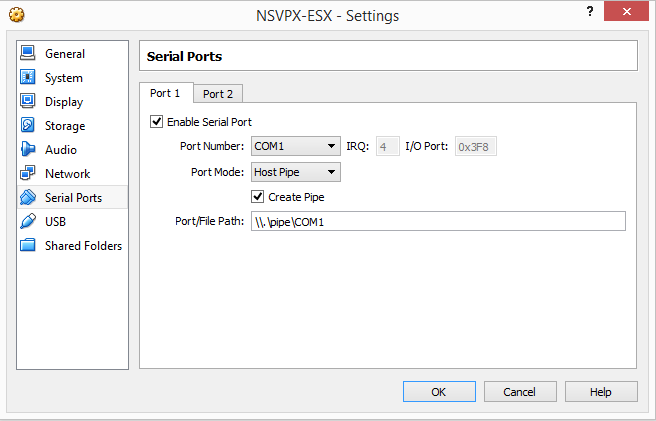 NSVPX-ESX - Settings
?
General
System
Display
Storage
Audio
Network
Serial Ports
USB
Shared Folders
Serial Ports
Port 1 Port 2
Enable Serial Port
Port Number: COM1 IRQ: 4 I/O Port: 0x3F8
Port Mode: Host Pipe
Create Pipe
Port/File Path: \\.\pipe\COM1
OK Cancel Help